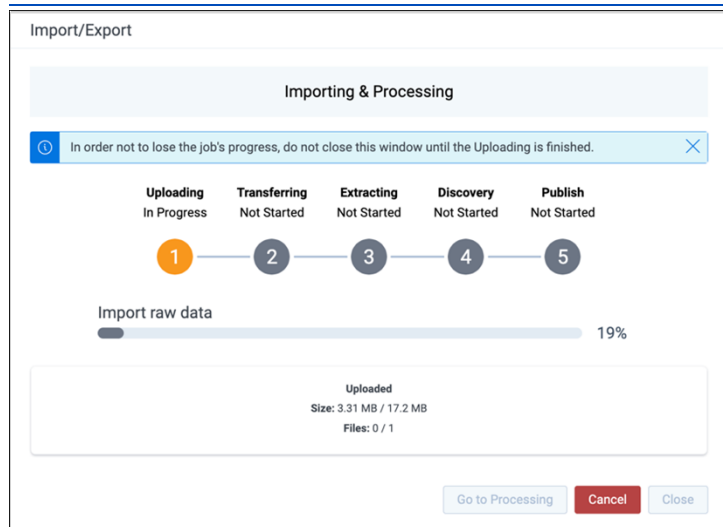 Import/Export
Importing & Processing
In order not to lose the job's progress, do not close this window until the Uploading is finished.
Uploading Transferring Extracting Discovery Publish
In Progress Not Started Not Started Not Started Not Started
1 2 3 4 5
Import raw data
19%
Uploaded
Size: 3.31 MB / 17.2 MB
Files: 0 / 1
Go to Processing Cancel Close